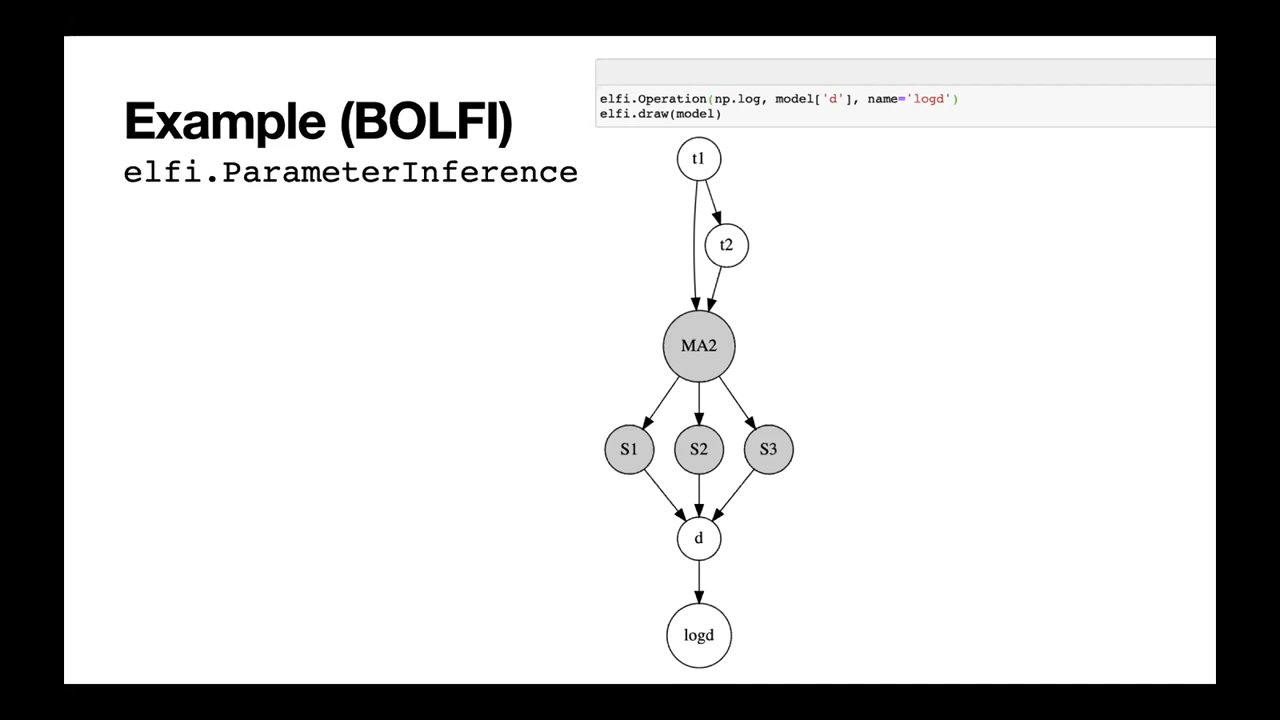 Example (BOLFI)
elfi.ParameterInference
elfi.Operation(np.log, model['d'], name='logd')
elfi.draw(model)
t1
t2
MA2
S1 S2 S3
d
logd